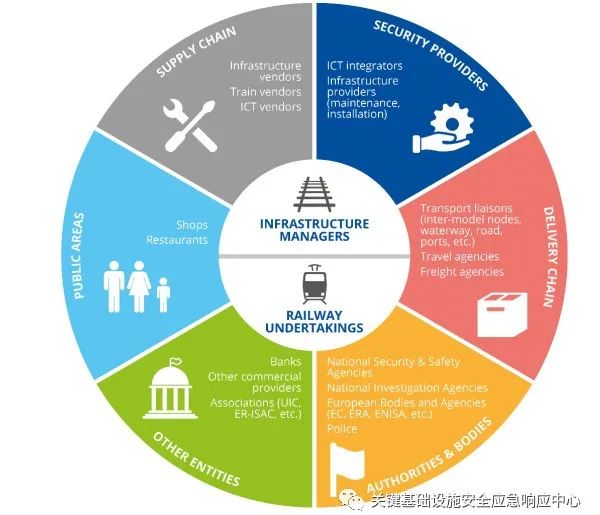 SUPPLY CHAIN
Infrastructure
vendors
Train vendors
ICT vendors
SECURITY PROVIDERS
ICT integrators
Infrastructure
providers
(maintenance,
installation)
PUBLIC AREAS
Shops
Restaurants
INFRASTRUCTURE
MANAGERS
RAILWAY
UNDERTAKINGS
DELIVERY CHAIN
Transport liaisons
(inter-model nodes,
waterway, road,
ports, etc.)
Travel agencies
Freight agencies
OTHER ENTITIES
Banks
Other commercial
providers
Associations (UIC,
ER-ISAC, etc.)
AUTHORITIES & BODIES
National Security & Safety
Agencies
National Investigation Agencies
European Bodies and Agencies
(EC, ERA, ENISA, etc.)
Police
关键基础设施安全应急响应中心